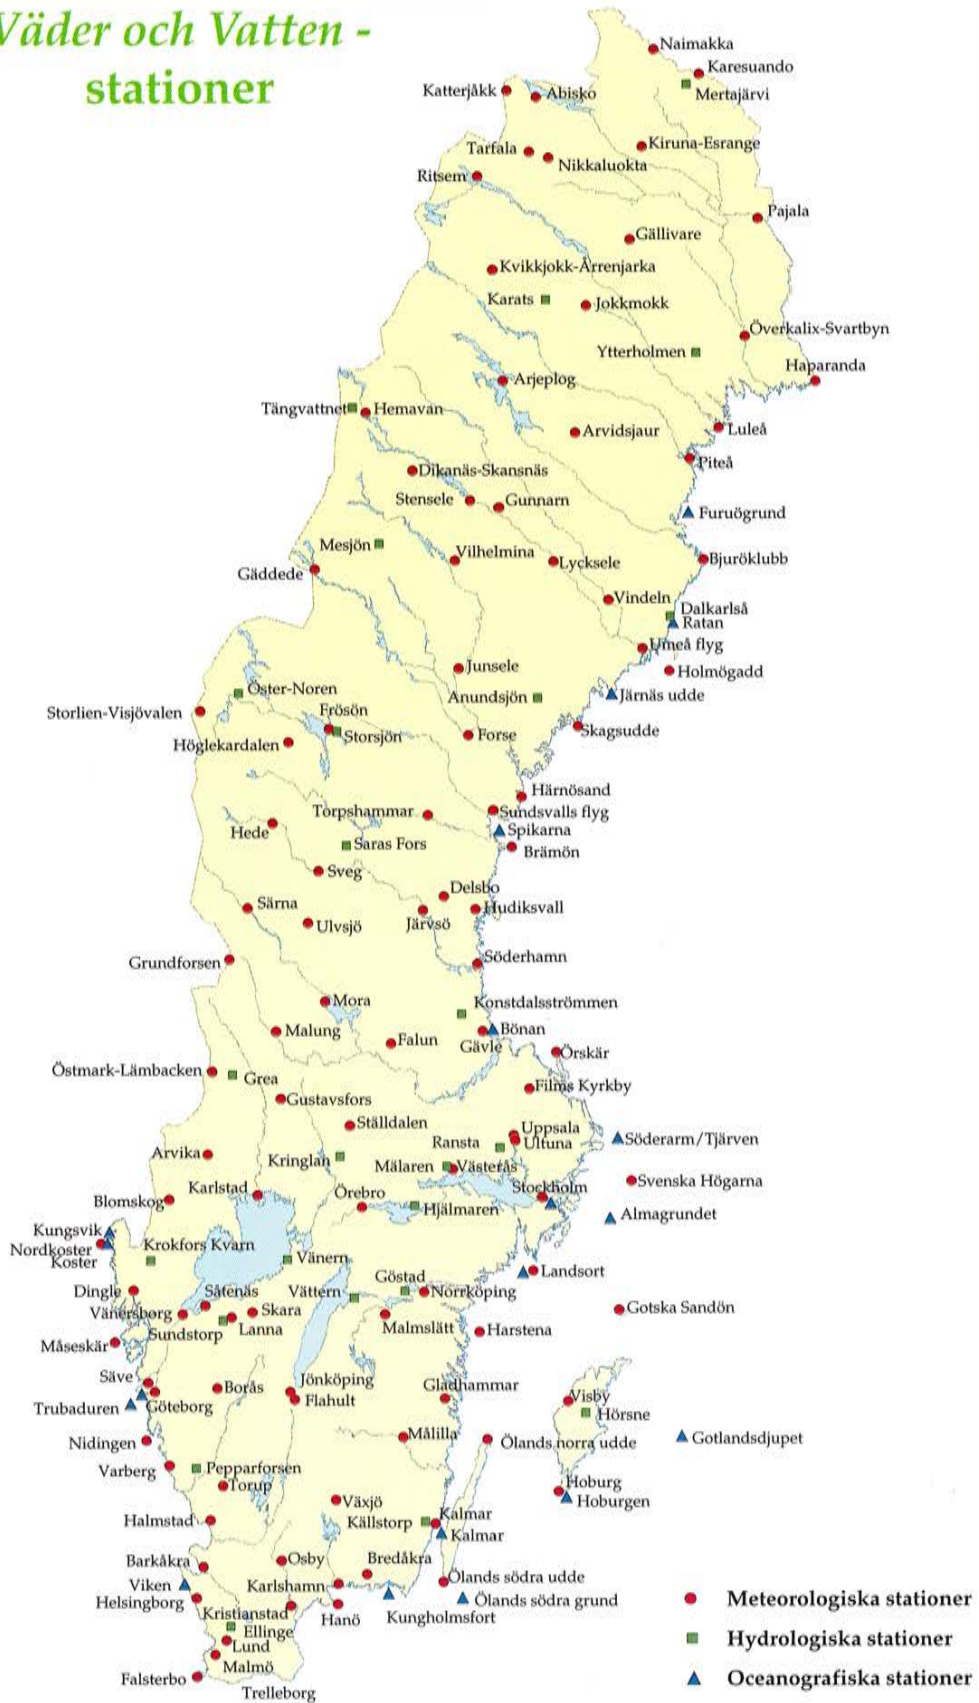 Väder och Vatten -
stationer
Naimakka
Karesuando
Katterjåkk
Abisko
Mertajärvi
Tarfala
Kiruna-Esrange
Nikkaluokta
Ritsem
Pajala
Gällivare
Kvikkjokk-Årrenjarka
Karats
Jokkmokk
Överkalix-Svartbyn
Ytterholmen
Haparanda
Arjeplog
Tängvattnet
Hemavan
Arvidsjaur
Luleå
Piteå
Dikanäs-Skansnäs
Stensele
Gunnarn
Furuögrund
Mesjön
Vilhelmina
Lycksele
Bjuröklubb
Gäddede
Vindeln
Dalkarlså
Ratan
Umeå flyg
Junsele
Holmögadd
Öster-Noren
Anundsjön
Järnäs udde
Storlien-Visjövalen
Frösön
Storsjön
Forse
Skagsudde
Höglekardalen
Härnösand
Torpshammar
Sundsvalls flyg
Hede
Spikarna
Saras Fors
Brämön
Sveg
Delsbo
Särna
Hudiksvall
Ulvsjö
Järvsö
Grundforsen
Söderhamn
Mora
Konstdalsströmmen
Malung
Bönan
Falun
Gävle
Örskär
Östmark-Lämbacken
Grea
Films Kyrkby
Gustavsfors
Ställdalen
Uppsala
Ransta
Ultuna
Söderarm/Tjärven
Arvika
Kringlan
Mälaren
Västerås
Svenska Högarna
Karlstad
Stockholm
Blomskog
Örebro
Hjälmaren
Almagrundet
Kungsvik
Nordkoster
Koster
Krokfors Kvarn
Vänern
Landsort
Göstad
Dingle
Såtenäs
Vättern
Norrköping
Vänersborg
Skara
Gotska Sandön
Sundstorp
Lanna
Malmslätt
Harstena
Måseskär
Säve
Borås
Jönköping
Gladhammar
Flahult
Visby
Trubaduren
Göteborg
Hörsne
Nidingen
Målilla
Ölands norra udde
Gotlandsdjupet
Varberg
Pepparforsen
Torup
Hoburg
Hoburgen
Växjö
Halmstad
Källstorp
Kalmar
Kalmar
Barkåkra
Osby
Bredåkra
Viken
Karlshamn
Ölands södra udde
Helsingborg
Ölands södra grund
Kristianstad
Hanö
Kungholmsfort
Ellinge
Lund
Malmö
Falsterbo
Trelleborg
Meteorologiska stationer
Hydrologiska stationer
Oceanografiska stationer